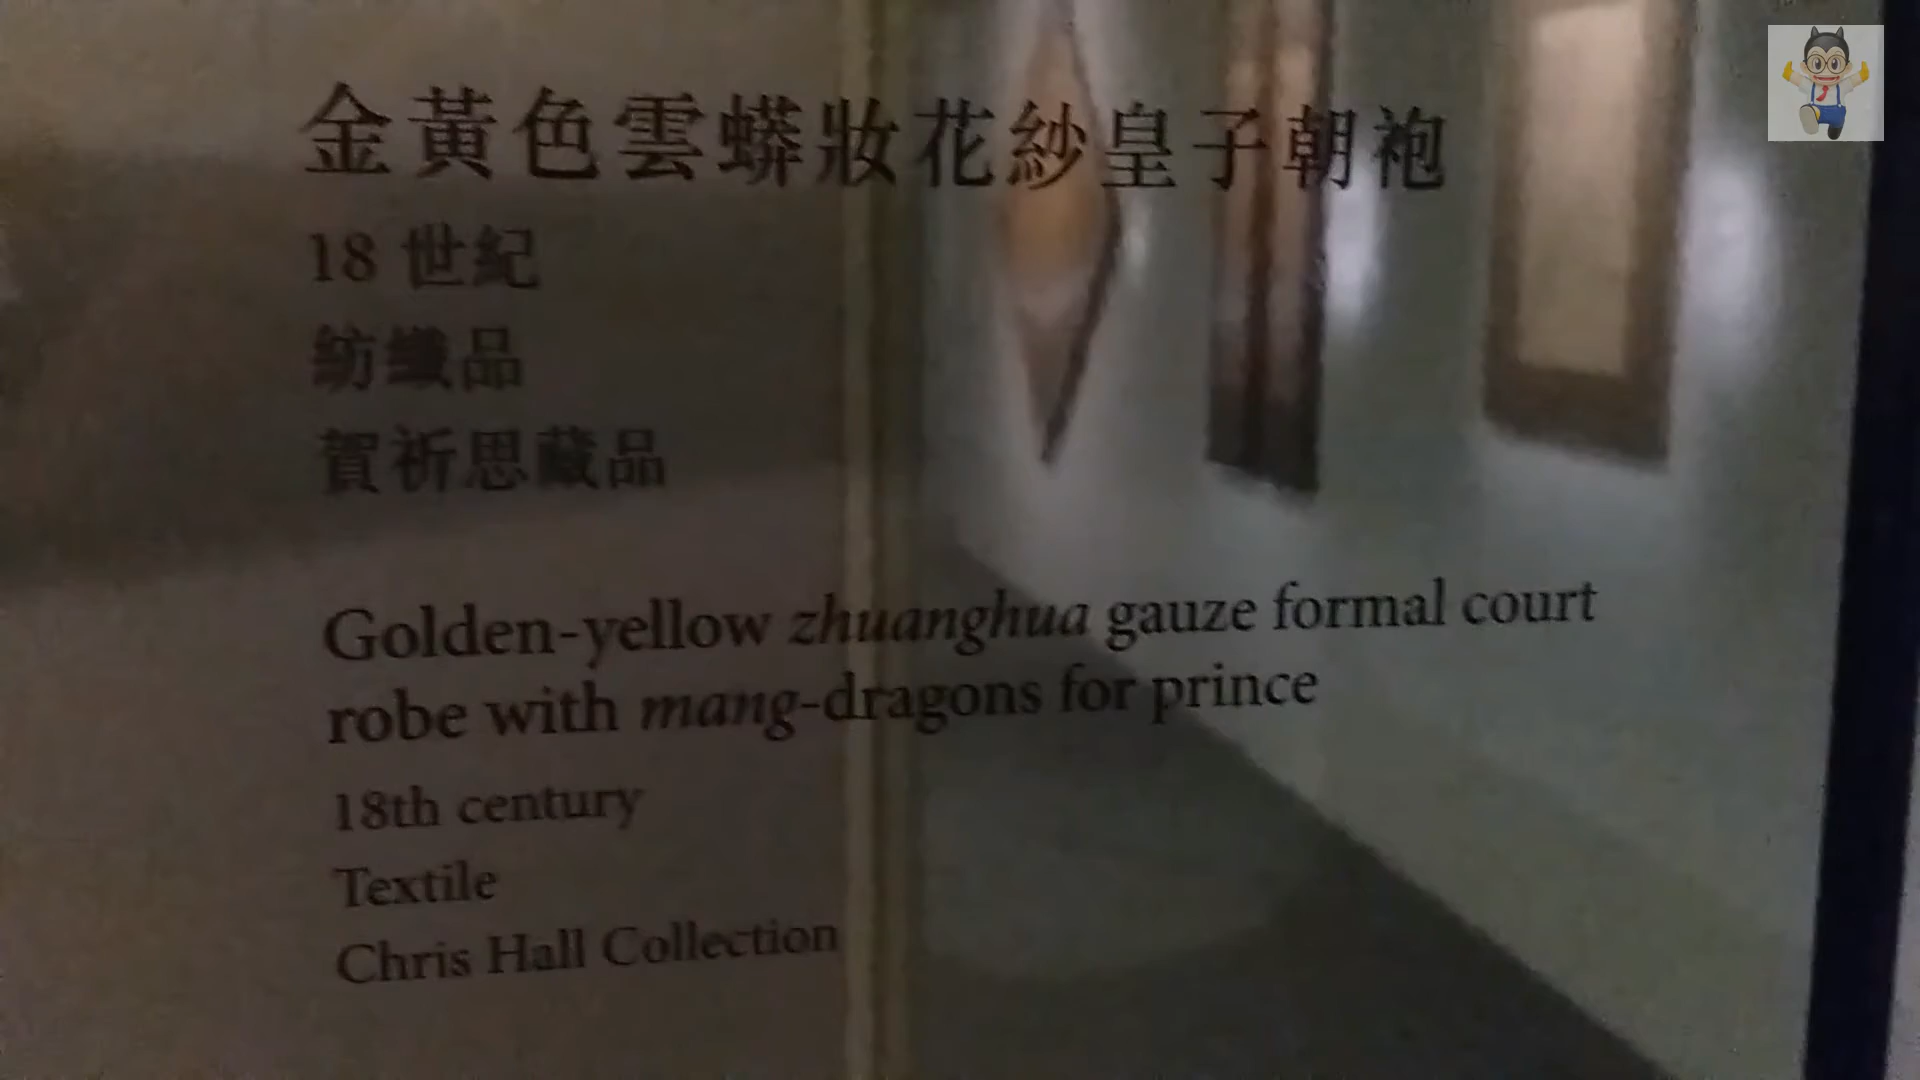 金黃色雲蟒妝花紗皇子朝袍
18 世紀
紡織品
賀祈思藏品
Golden-yellow zhuanghua gauze formal court
robe with mang-dragons for prince
18th century
Textile
Chris Hall Collection